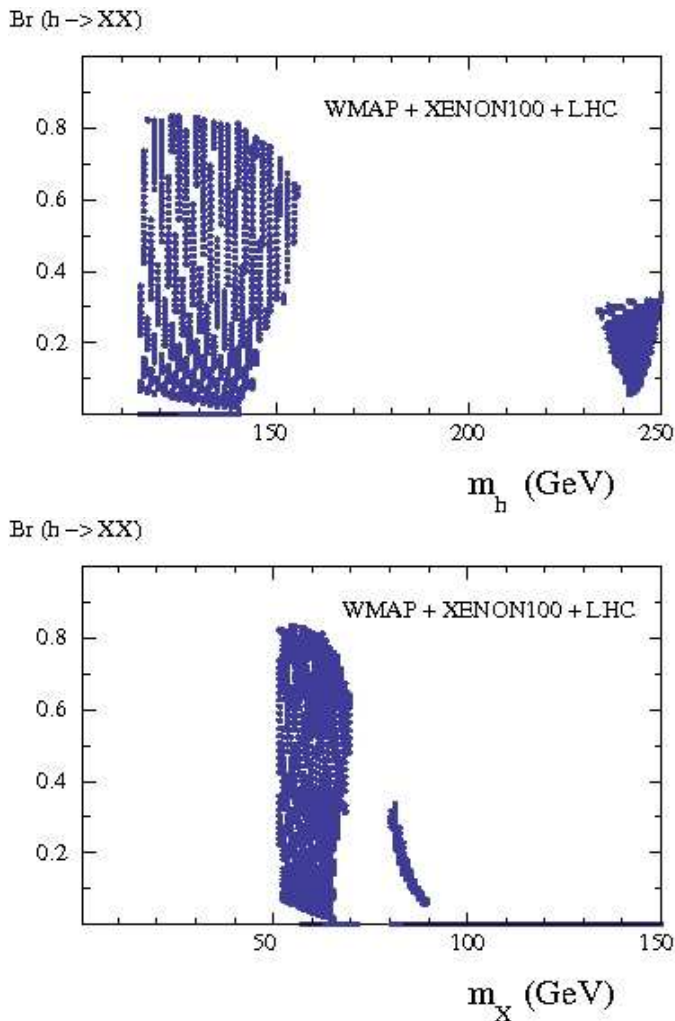 Br (h −> XX)
WMAP + XENON100 + LHC
0.8
0.6
0.4
0.2
150
200
250
m_h (GeV)
Br (h −> XX)
WMAP + XENON100 + LHC
0.8
0.6
0.4
0.2
50
100
150
m_X (GeV)